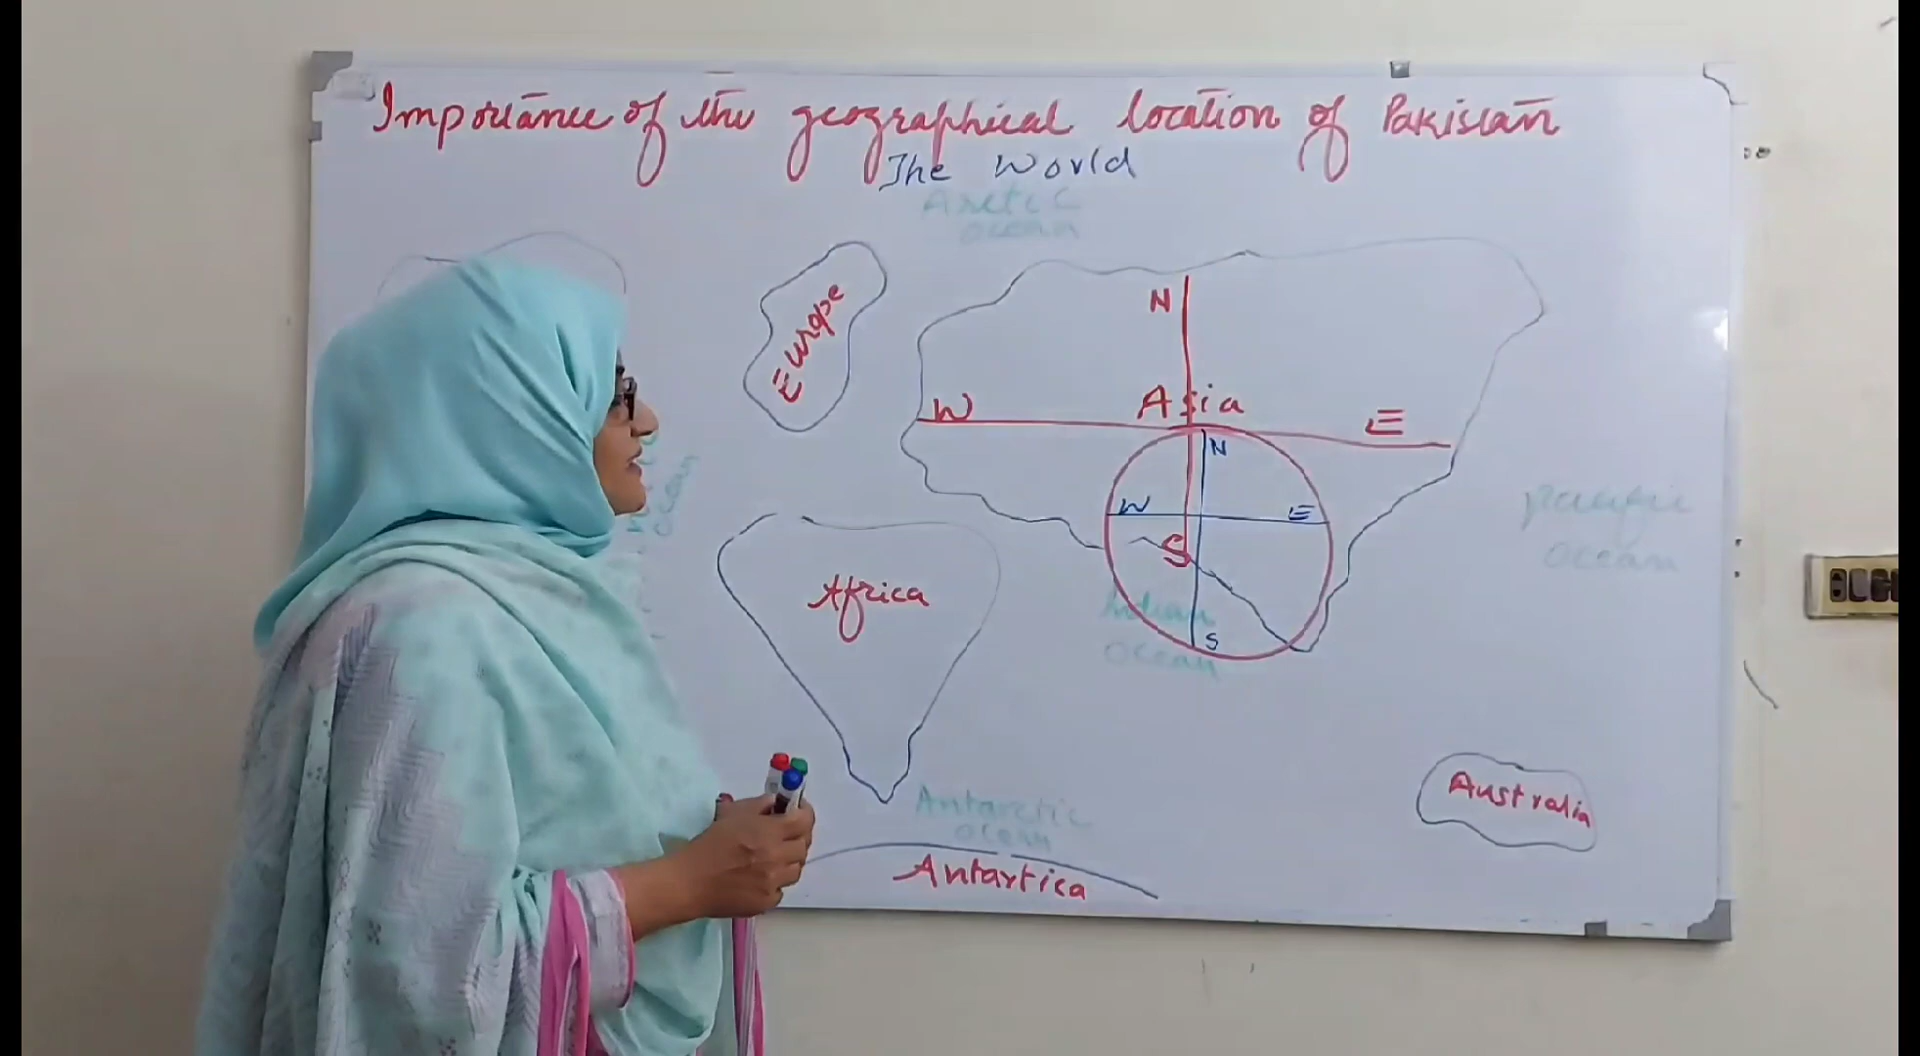 Importance of the geographical location of Pakistan
The World
Arctic
ocean
Europe
N
W
Asia
E
N
W
E
S
S
ocean
Pacific
ocean
Africa
Indian
ocean
Australia
Antarctic
ocean
Antartica